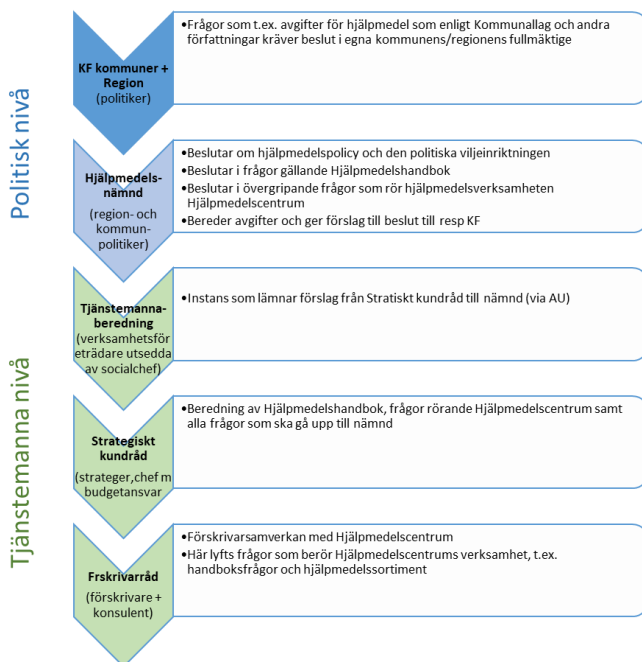 Politisk nivå
KF kommuner +
Region
(politiker)
•Frågor som t.ex. avgifter för hjälpmedel som enligt Kommunallag och andra
författningar kräver beslut i egna kommunens/regionens fullmäktige
Hjälpmedels-
nämnd
(region- och
kommun-
politiker)
•Beslutar om hjälpmedelspolicy och den politiska viljeinriktningen
•Beslutar i frågor gällande Hjälpmedelshandbok
•Beslutar i övergripande frågor som rör hjälpmedelsverksamheten
Hjälpmedelscentrum
•Bereder avgifter och ger förslag till beslut till resp KF
Tjänstemanna nivå
Tjänstemanna-
beredning
(verksamhetsför
eträdare utsedda
av socialchef)
•Instans som lämnar förslag från Stratiskt kundråd till nämnd (via AU)
Strategiskt
kundråd
(strateger,chef m
budgetansvar
•Beredning av Hjälpmedelshandbok, frågor rörande Hjälpmedelscentrum samt
alla frågor som ska gå upp till nämnd
Frskrivarråd
(förskrivare +
konsulent)
•Förskrivarsamverkan med Hjälpmedelscentrum
•Här lyfts frågor som berör Hjälpmedelscentrums verksamhet, t.ex.
handboksfrågor och hjälpmedelssortiment